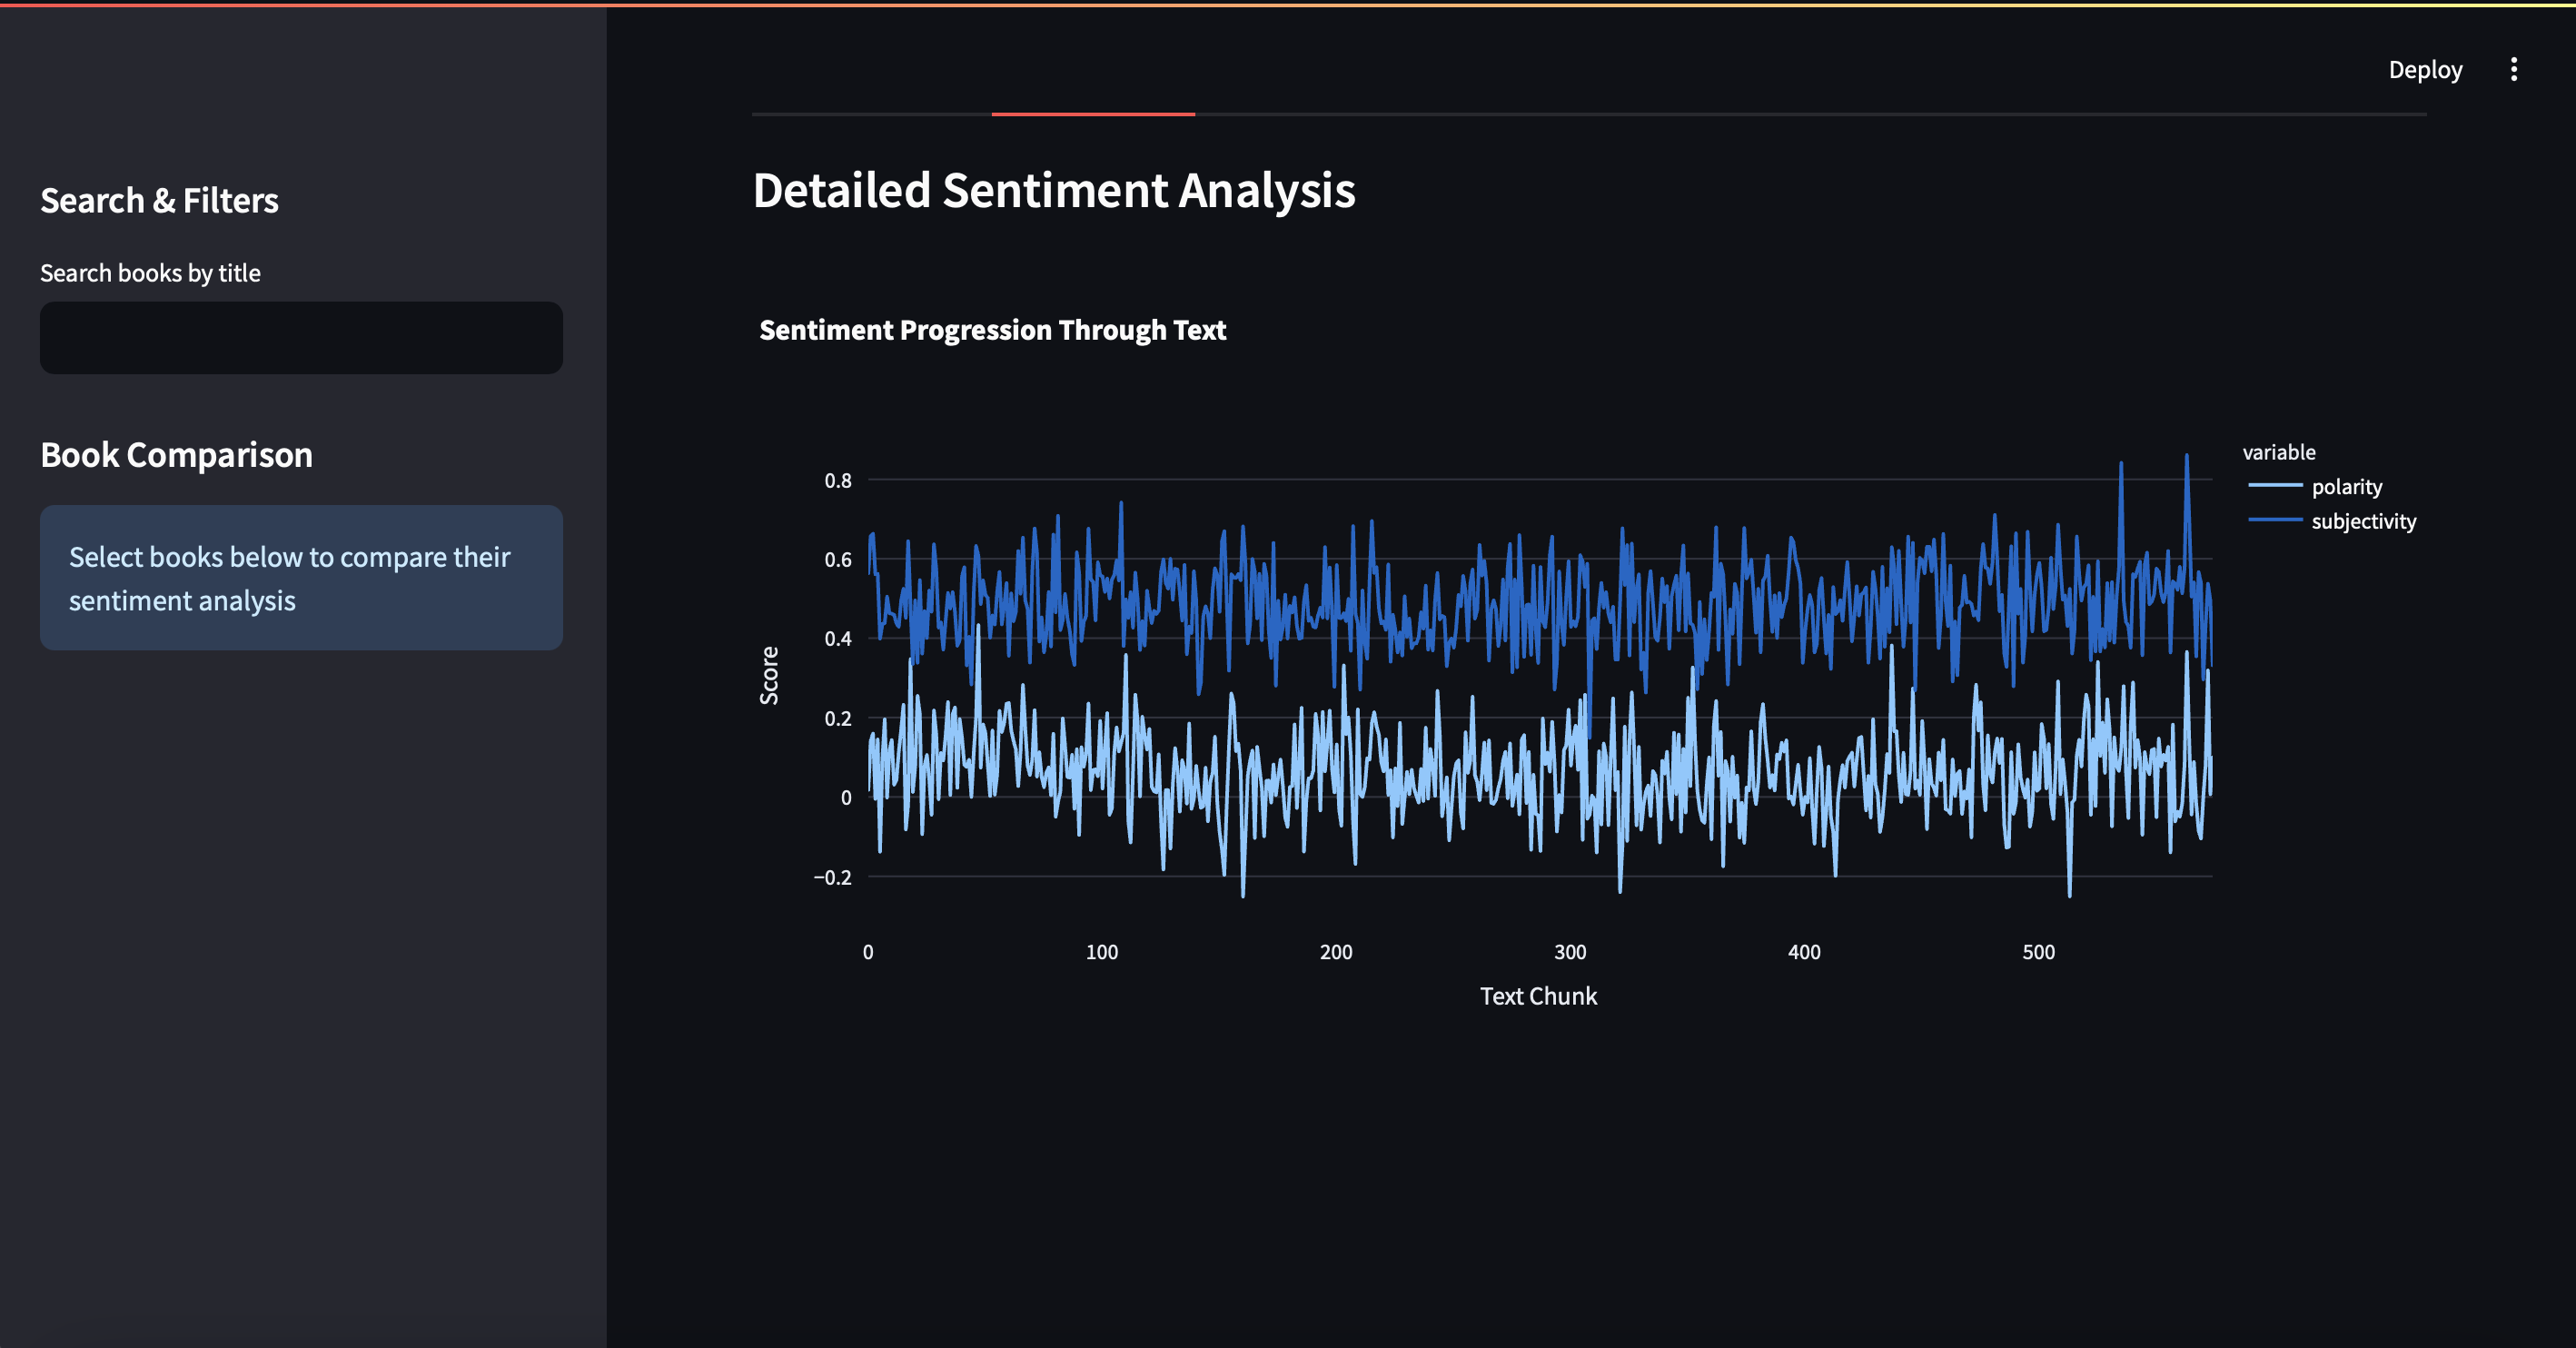 Deploy
Search & Filters
Search books by title
Book Comparison
Select books below to compare their
sentiment analysis
Detailed Sentiment Analysis
Sentiment Progression Through Text
variable
polarity
subjectivity
Score
0.8
0.6
0.4
0.2
0
−0.2
0
100
200
300
400
500
Text Chunk